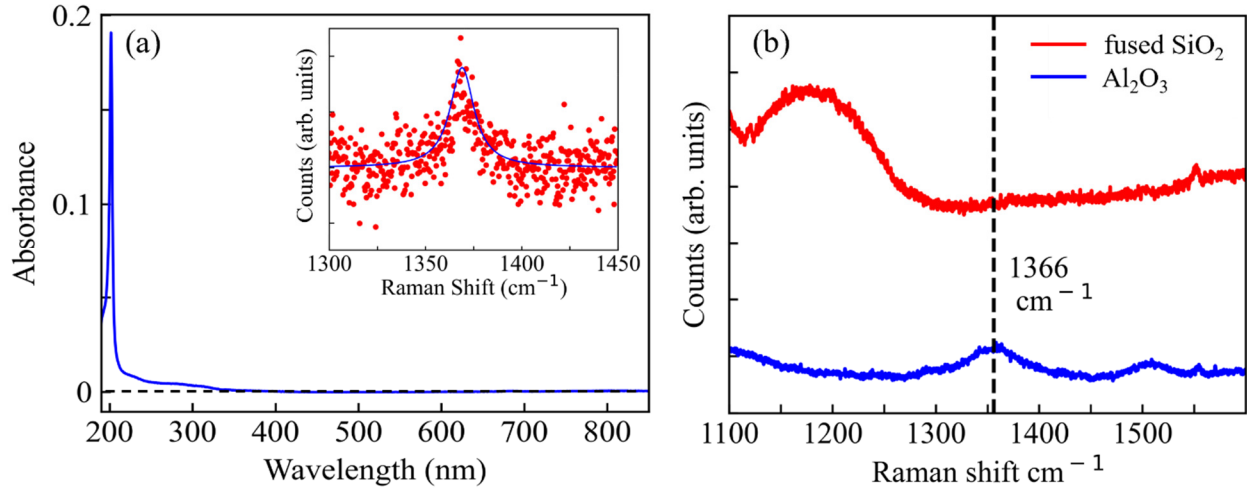 (a)
0.2
0.1
0
Absorbance
200 300 400 500 600 700 800
Wavelength (nm)
Counts (arb. units)
1300 1350 1400 1450
Raman Shift (cm⁻¹)
(b)
fused SiO₂
Al₂O₃
Counts (arb. units)
1366
cm⁻¹
1100 1200 1300 1400 1500
Raman shift cm⁻¹